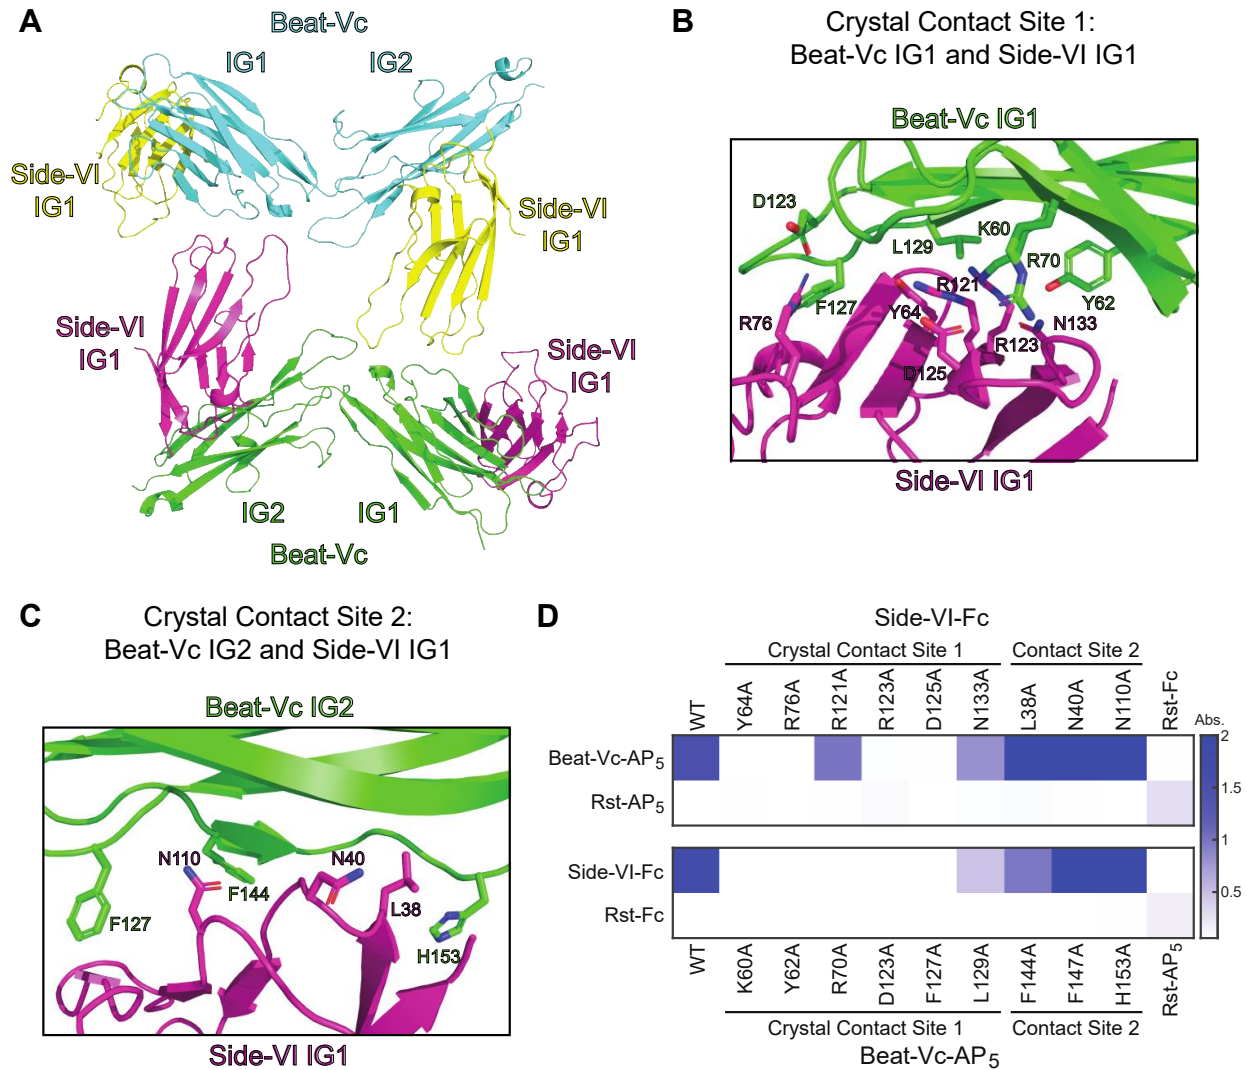 A
Beat-Vc
IG1
IG2
Side-VI
IG1
Side-VI
IG1
Side-VI
IG1
Side-VI
IG1
IG2
IG1
Beat-Vc
B
Crystal Contact Site 1:
Beat-Vc IG1 and Side-VI IG1
Beat-Vc IG1
D123
K60
L129
R70
R121
F127
Y64
Y62
R76
N133
R123
D125
Side-VI IG1
C
Crystal Contact Site 2:
Beat-Vc IG2 and Side-VI IG1
Beat-Vc IG2
N110
N40
F144
L38
F127
H153
Side-VI IG1
D
Side-VI-Fc
Crystal Contact Site 1
Contact Site 2
WT
Y64A
R76A
R121A
R123A
D125A
N133A
L38A
N40A
N110A
Rst-Fc
Abs.
Beat-Vc-AP5
Rst-AP5
2
1.5
1
0.5
Side-VI-Fc
Rst-Fc
WT
K60A
Y62A
R70A
D123A
F127A
L129A
F144A
F147A
H153A
Rst-AP5
Crystal Contact Site 1
Contact Site 2
Beat-Vc-AP5